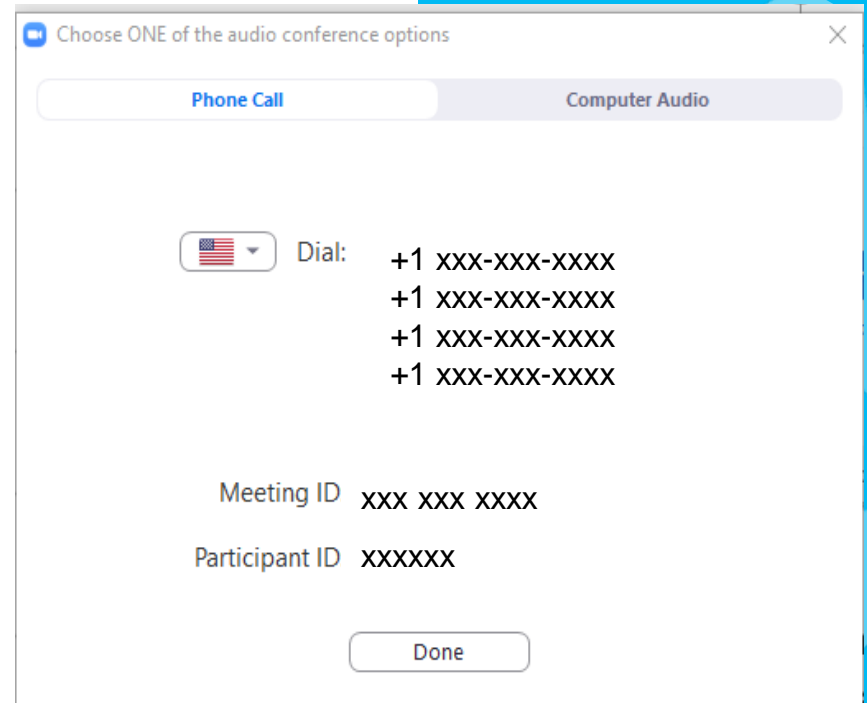 Choose ONE of the audio conference options
Phone Call Computer Audio
Dial: +1 xxx-xxx-xxxx
+1 xxx-xxx-xxxx
+1 xxx-xxx-xxxx
+1 xxx-xxx-xxxx
Meeting ID xxx xxx xxxx
Participant ID xxxxxx
Done